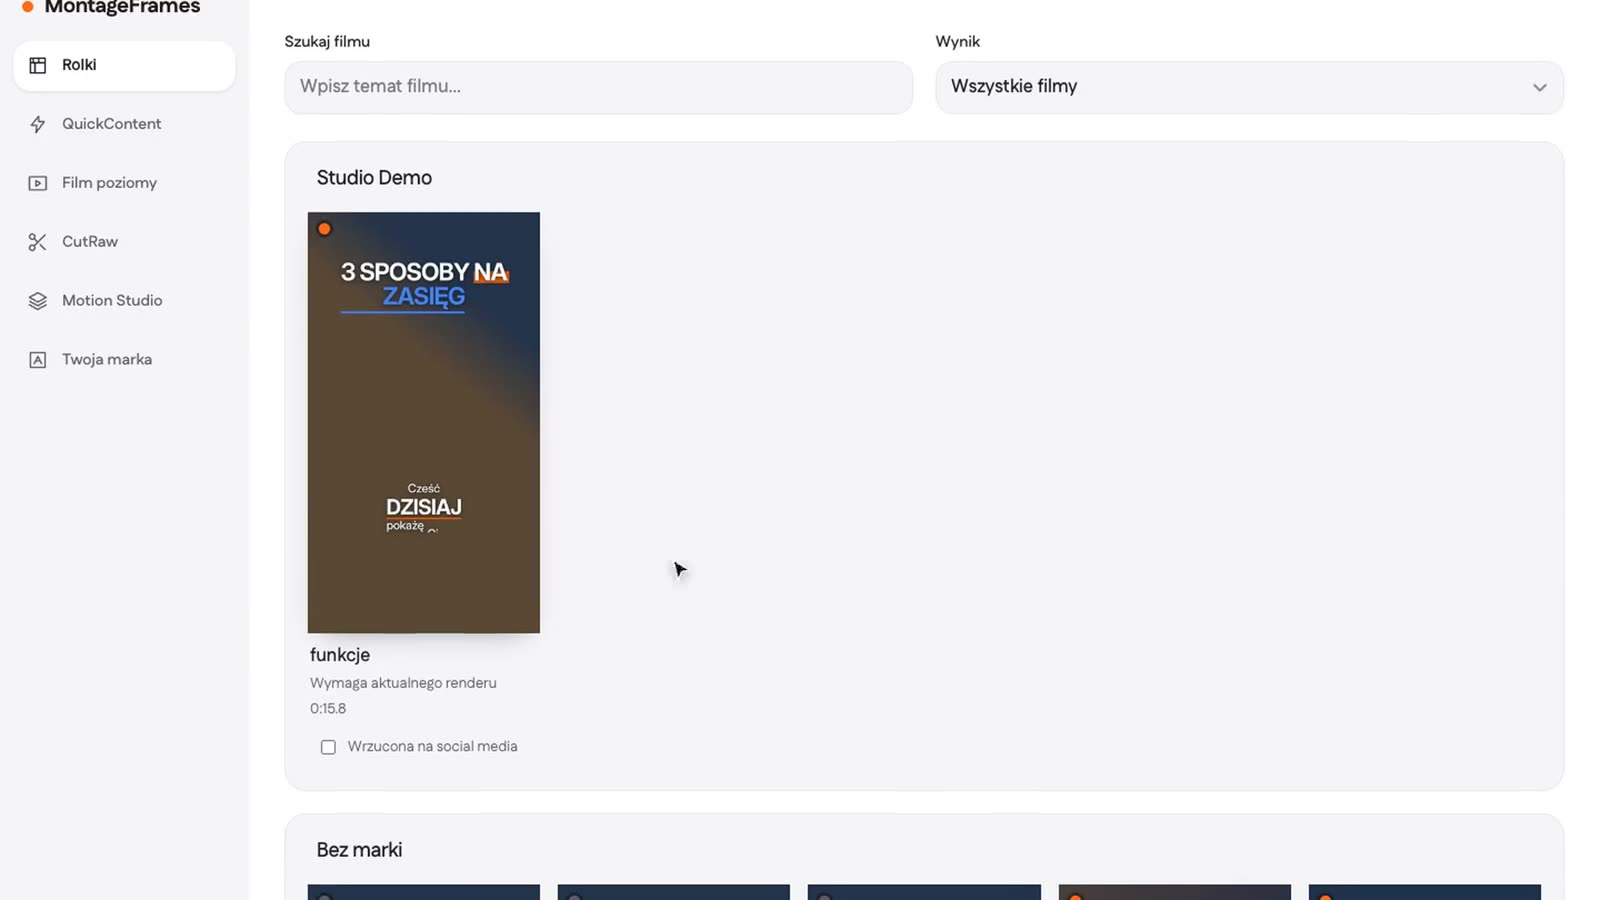 MontageFrames
Rolki
QuickContent
Film poziomy
CutRaw
Motion Studio
Twoja marka
Szukaj filmu
Wpisz temat filmu...
Wynik
Wszystkie filmy
Studio Demo
3 SPOSOBY NA
ZASIĘG
Cześć
DZISIAJ
pokażę
funkcje
Wymaga aktualnego renderu
0:15.8
Wrzucona na social media
Bez marki